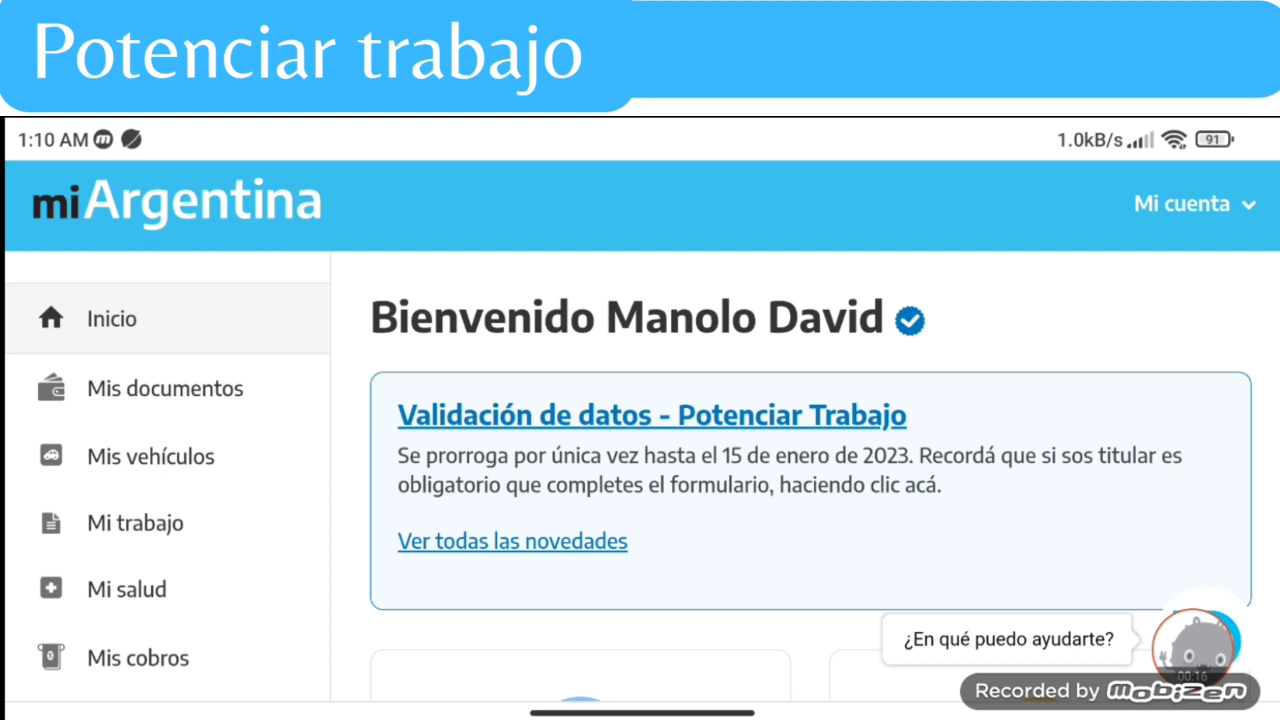 Potenciar trabajo
1:10 AM
1.0kB/s
91
mi Argentina
Mi cuenta
Inicio
Mis documentos
Mis vehículos
Mi trabajo
Mi salud
Mis cobros
Bienvenido Manolo David
Validación de datos - Potenciar Trabajo
Se prorroga por única vez hasta el 15 de enero de 2023. Recordá que si sos titular es
obligatorio que completes el formulario, haciendo clic acá.
Ver todas las novedades
¿En qué puedo ayudarte?
00:16
Recorded by Mobizen